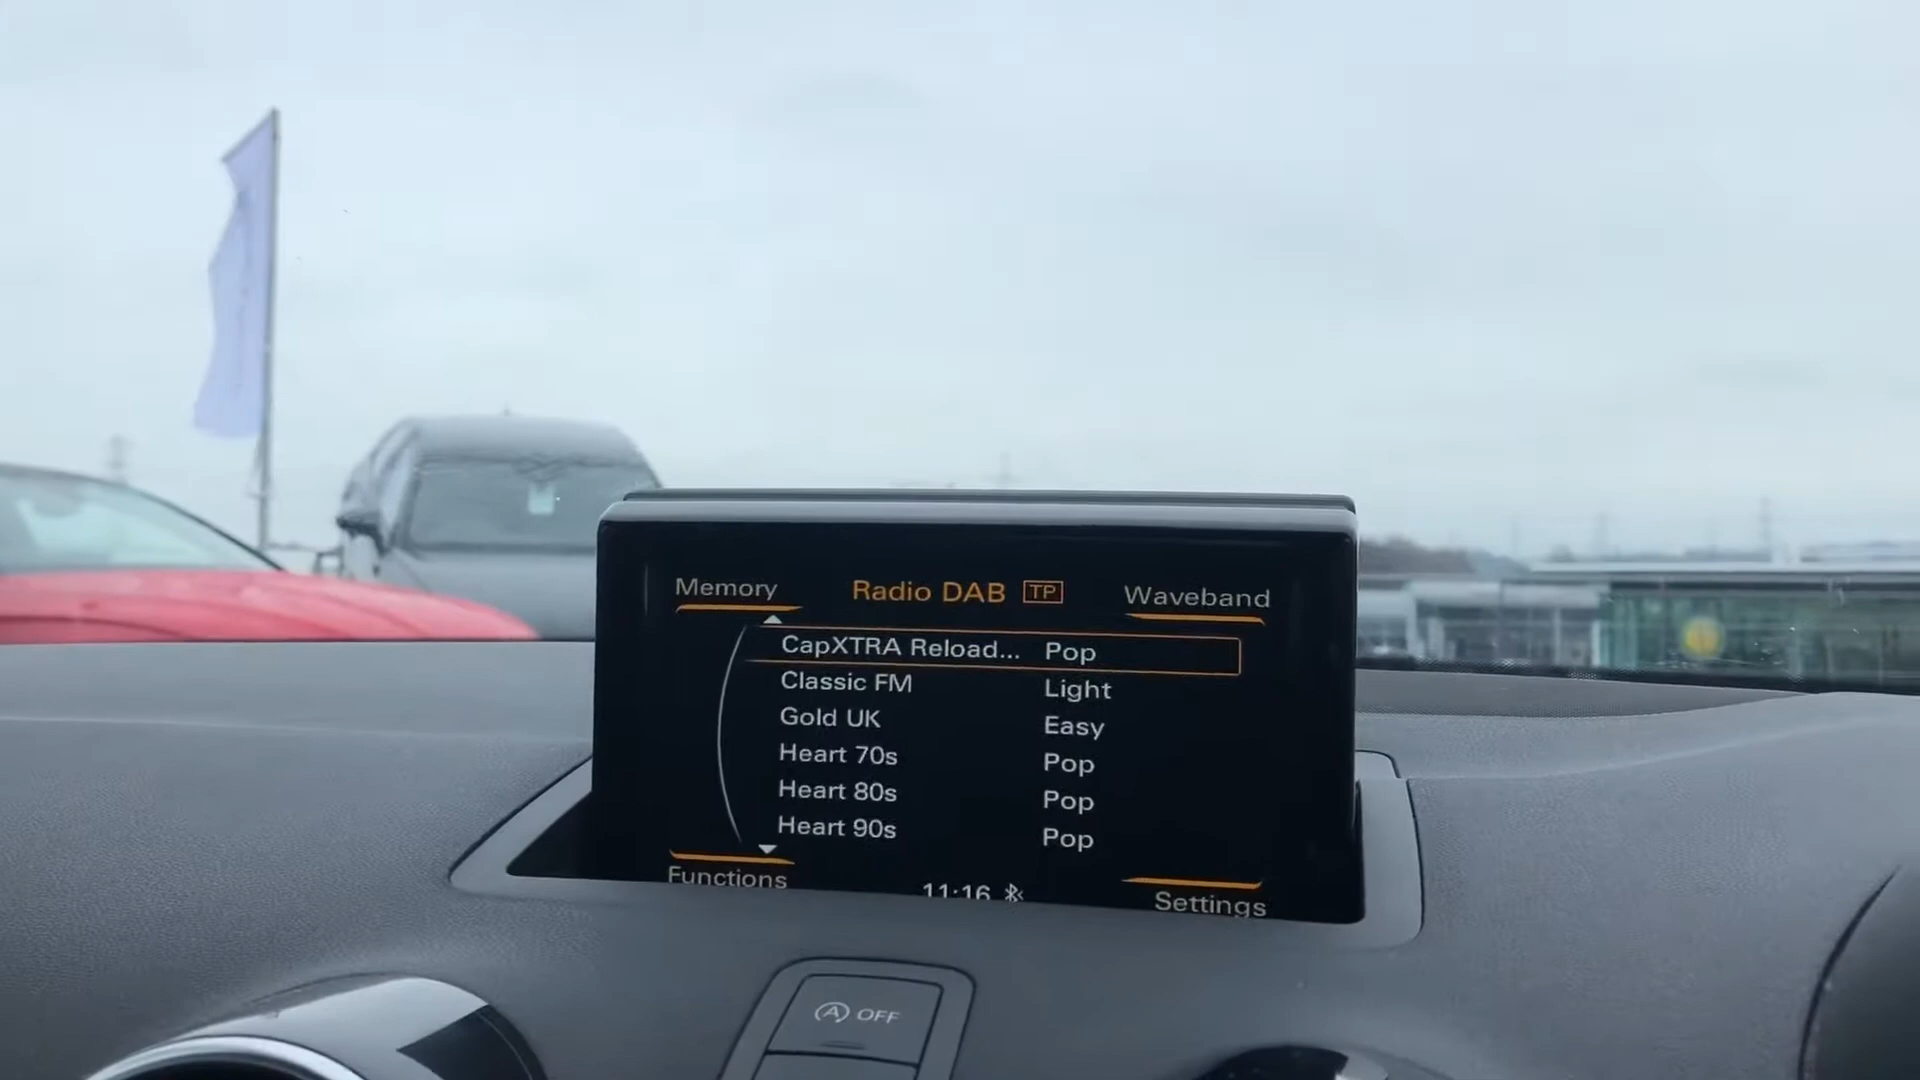 Memory Radio DAB TP Waveband
CapXTRA Reload... Pop
Classic FM Light
Gold UK Easy
Heart 70s Pop
Heart 80s Pop
Heart 90s Pop
Functions 11:16 Settings
A OFF